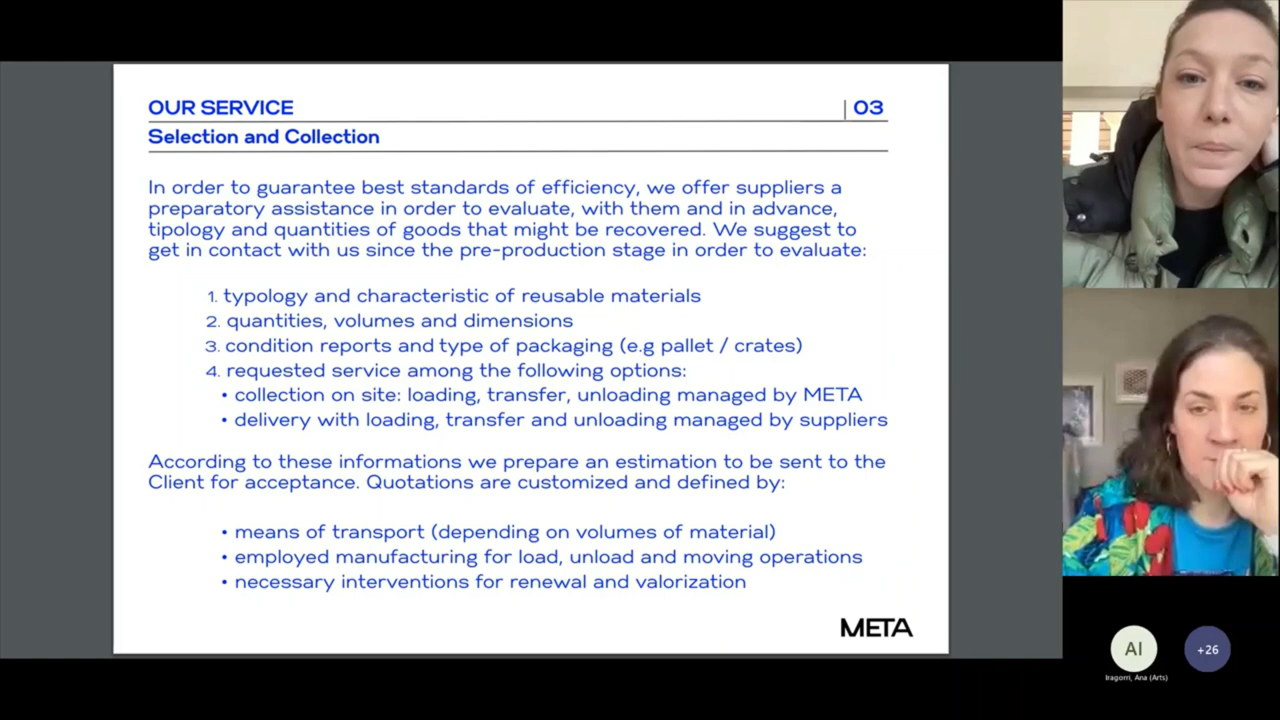 OUR SERVICE | 03
Selection and Collection
In order to guarantee best standards of efficiency, we offer suppliers a
preparatory assistance in order to evaluate, with them and in advance,
tipology and quantities of goods that might be recovered. We suggest to
get in contact with us since the pre-production stage in order to evaluate:
1. typology and characteristic of reusable materials
2. quantities, volumes and dimensions
3. condition reports and type of packaging (e.g pallet / crates)
4. requested service among the following options:
• collection on site: loading, transfer, unloading managed by META
• delivery with loading, transfer and unloading managed by suppliers
According to these informations we prepare an estimation to be sent to the
Client for acceptance. Quotations are customized and defined by:
• means of transport (depending on volumes of material)
• employed manufacturing for load, unload and moving operations
• necessary interventions for renewal and valorization
META
AI
+26
Iragorri, Ana (Arts)